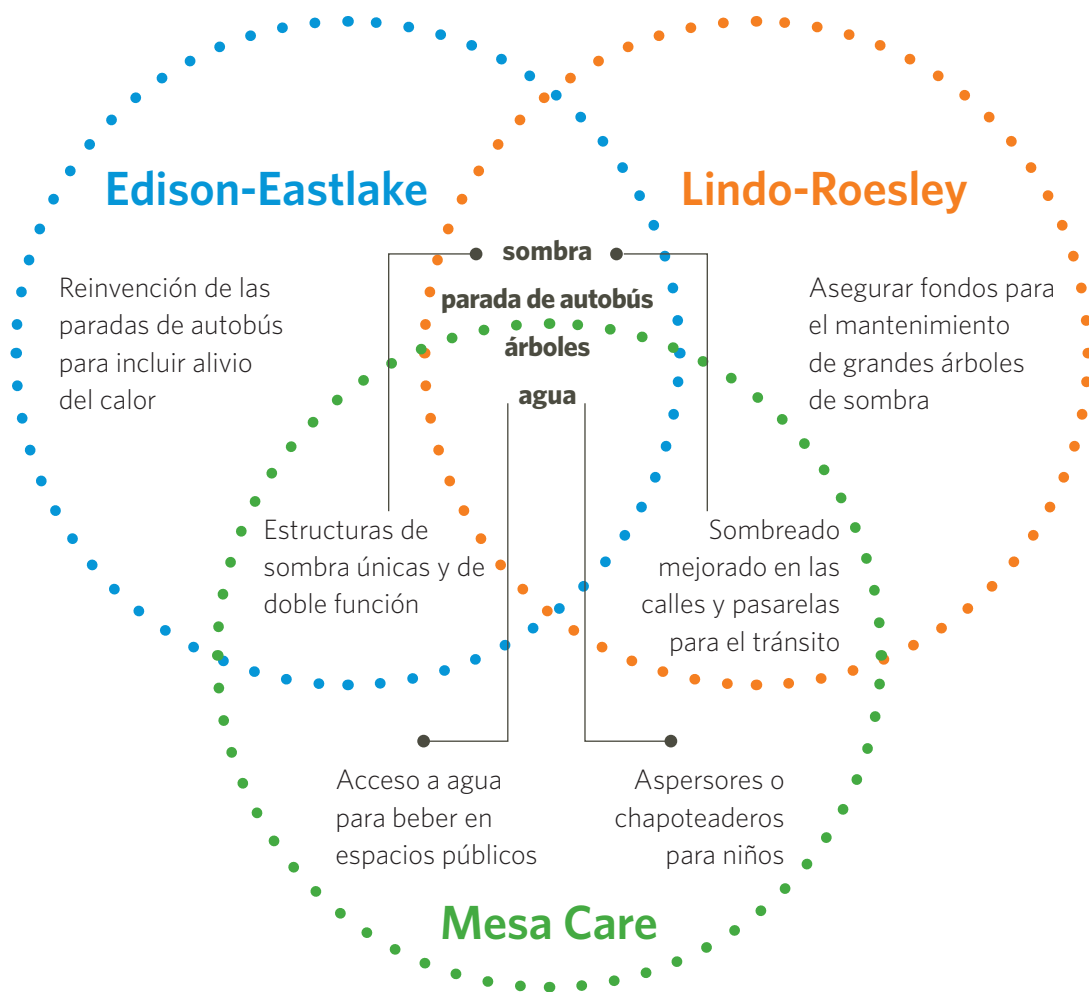 Edison-Eastlake
Lindo-Roesley
sombra
parada de autobús
árboles
agua
Reinvención de las
paradas de autobús
para incluir alivio
del calor
Asegurar fondos para
el mantenimiento
de grandes árboles
de sombra
Estructuras de
sombra únicas y de
doble función
Sombreado
mejorado en las
calles y pasarelas
para el tránsito
Acceso a agua
para beber en
espacios públicos
Aspersores o
chapoteaderos
para niños
Mesa Care